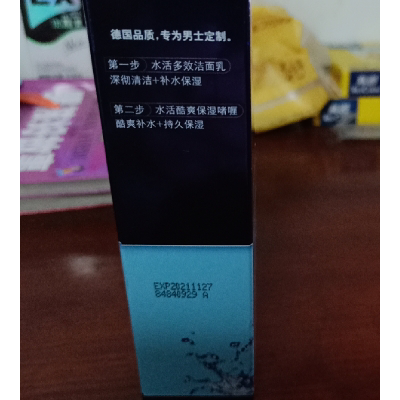 德国品质，专为男士定制。
第一步 水活多效洁面乳
深彻清洁+补水保湿
第二步 水活酷爽保湿啫喱
酷爽补水+持久保湿
EXP20211127
84840929 A